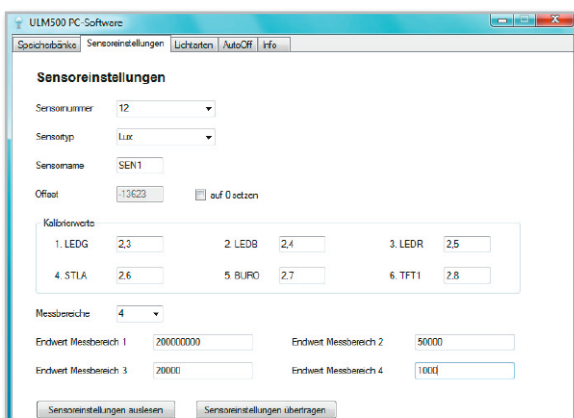 ULM500 PC-Software
Speicherbänke Sensoreinstellungen Lichtarten AutoOff Info
Sensoreinstellungen
Sensornummer 12
Sensortyp Lux
Sensorname SEN1
Offset -13623 auf 0 setzen
Kalibrierwerte
1. LEDG 2,3 2. LEDB 2,4 3. LEDR 2,5
4. STLA 2,6 5. BURO 2,7 6. TFT1 2,8
Messbereiche 4
Endwert Messbereich 1 200000000 Endwert Messbereich 2 50000
Endwert Messbereich 3 20000 Endwert Messbereich 4 1000
Sensoreinstellungen auslesen Sensoreinstellungen übertragen